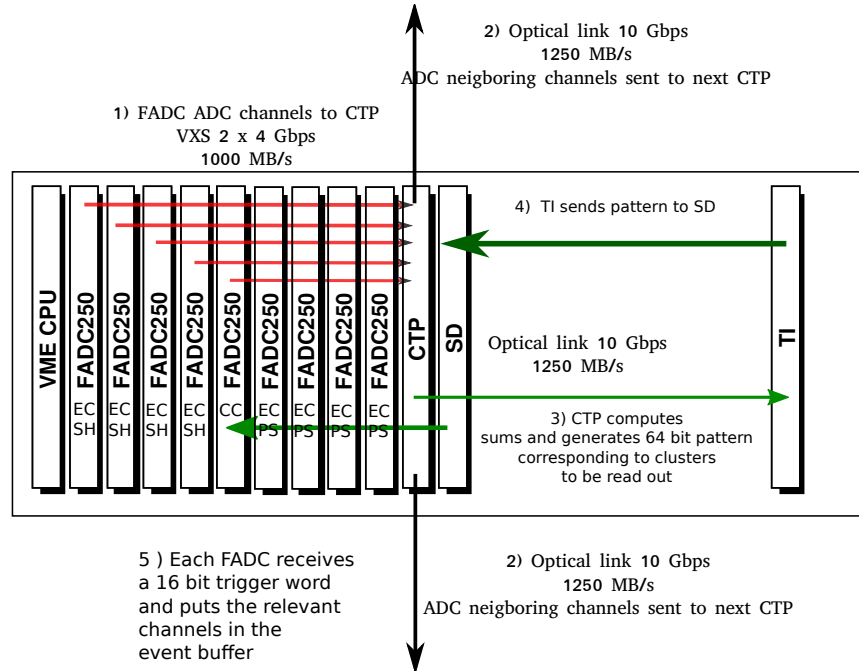 2) Optical link 10 Gbps
1250 MB/s
ADC neigboring channels sent to next CTP
1) FADC ADC channels to CTP
VXS 2 x 4 Gbps
1000 MB/s
VME CPU
FADC250
EC
SH
FADC250
EC
SH
FADC250
EC
SH
FADC250
EC
SH
FADC250
CC
FADC250
EC
PS
FADC250
EC
PS
FADC250
EC
PS
FADC250
EC
PS
CTP
SD
TI
4) TI sends pattern to SD
Optical link 10 Gbps
1250 MB/s
3) CTP computes
sums and generates 64 bit pattern
corresponding to clusters
to be read out
5 ) Each FADC receives
a 16 bit trigger word
and puts the relevant
channels in the
event buffer
2) Optical link 10 Gbps
1250 MB/s
ADC neigboring channels sent to next CTP